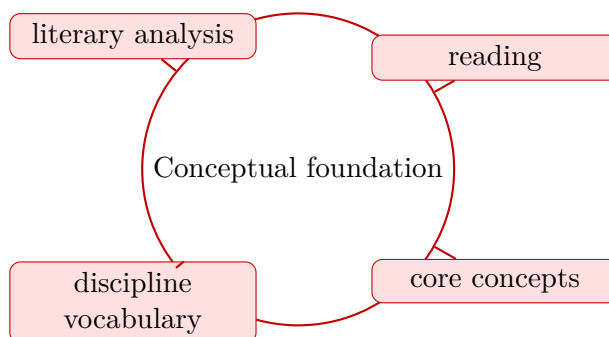 literary analysis
reading
Conceptual foundation
discipline
vocabulary
core concepts